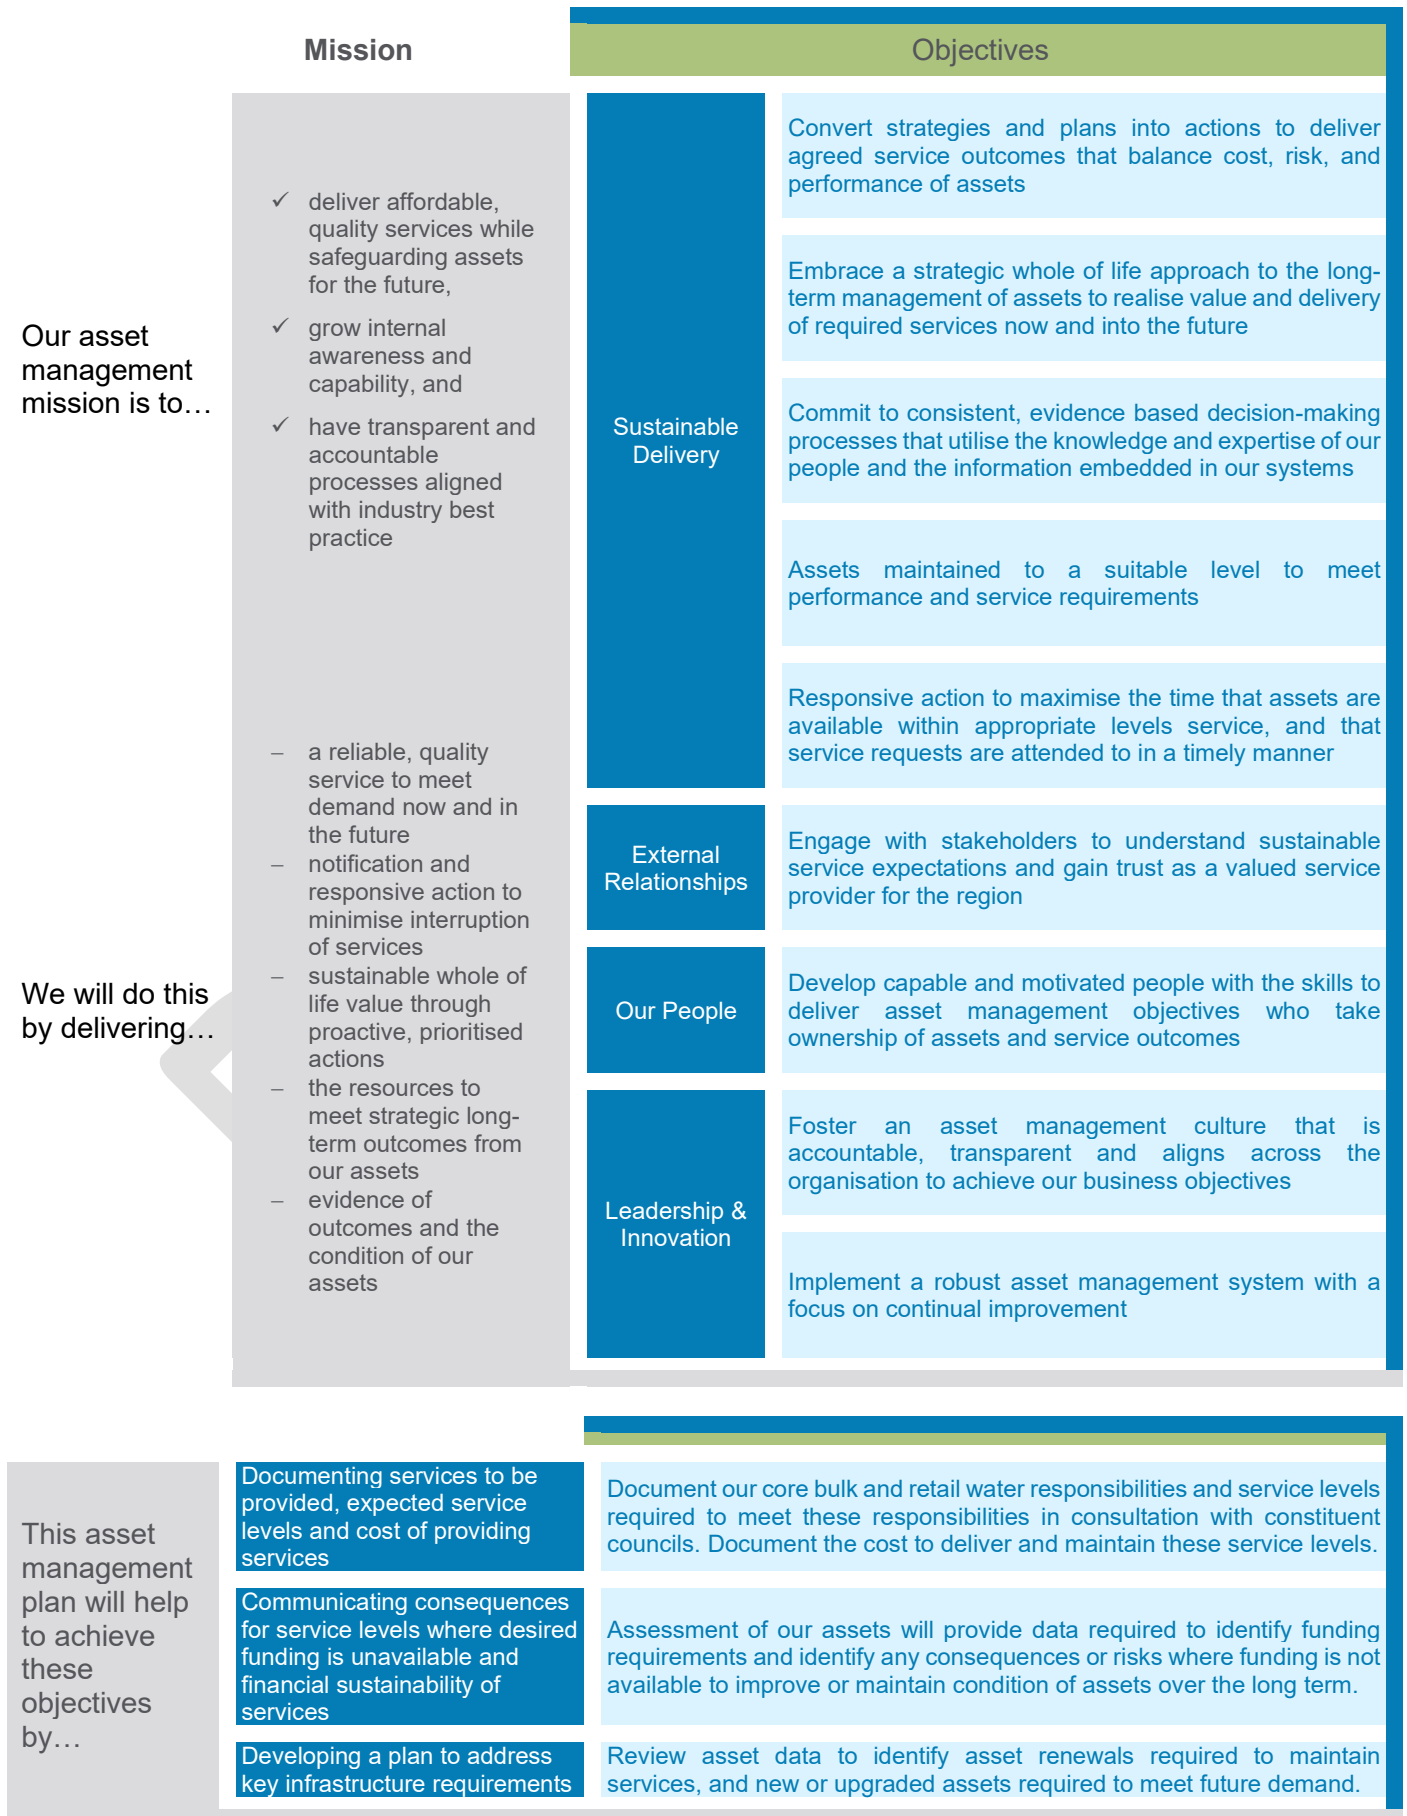 Mission
Objectives
Our asset
management
mission is to…
✓ deliver affordable,
quality services while
safeguarding assets
for the future,
✓ grow internal
awareness and
capability, and
✓ have transparent and
accountable
processes aligned
with industry best
practice
We will do this
by delivering…
– a reliable, quality
service to meet
demand now and in
the future
– notification and
responsive action to
minimise interruption
of services
– sustainable whole of
life value through
proactive, prioritised
actions
– the resources to
meet strategic long-
term outcomes from
our assets
– evidence of
outcomes and the
condition of our
assets
Sustainable
Delivery
Convert strategies and plans into actions to deliver
agreed service outcomes that balance cost, risk, and
performance of assets
Embrace a strategic whole of life approach to the long-
term management of assets to realise value and delivery
of required services now and into the future
Commit to consistent, evidence based decision-making
processes that utilise the knowledge and expertise of our
people and the information embedded in our systems
Assets maintained to a suitable level to meet
performance and service requirements
Responsive action to maximise the time that assets are
available within appropriate levels service, and that
service requests are attended to in a timely manner
External
Relationships
Engage with stakeholders to understand sustainable
service expectations and gain trust as a valued service
provider for the region
Our People
Develop capable and motivated people with the skills to
deliver asset management objectives who take
ownership of assets and service outcomes
Leadership &
Innovation
Foster an asset management culture that is
accountable, transparent and aligns across the
organisation to achieve our business objectives
Implement a robust asset management system with a
focus on continual improvement
This asset
management
plan will help
to achieve
these
objectives
by…
Documenting services to be
provided, expected service
levels and cost of providing
services
Document our core bulk and retail water responsibilities and service levels
required to meet these responsibilities in consultation with constituent
councils. Document the cost to deliver and maintain these service levels.
Communicating consequences
for service levels where desired
funding is unavailable and
financial sustainability of
services
Assessment of our assets will provide data required to identify funding
requirements and identify any consequences or risks where funding is not
available to improve or maintain condition of assets over the long term.
Developing a plan to address
key infrastructure requirements
Review asset data to identify asset renewals required to maintain
services, and new or upgraded assets required to meet future demand.